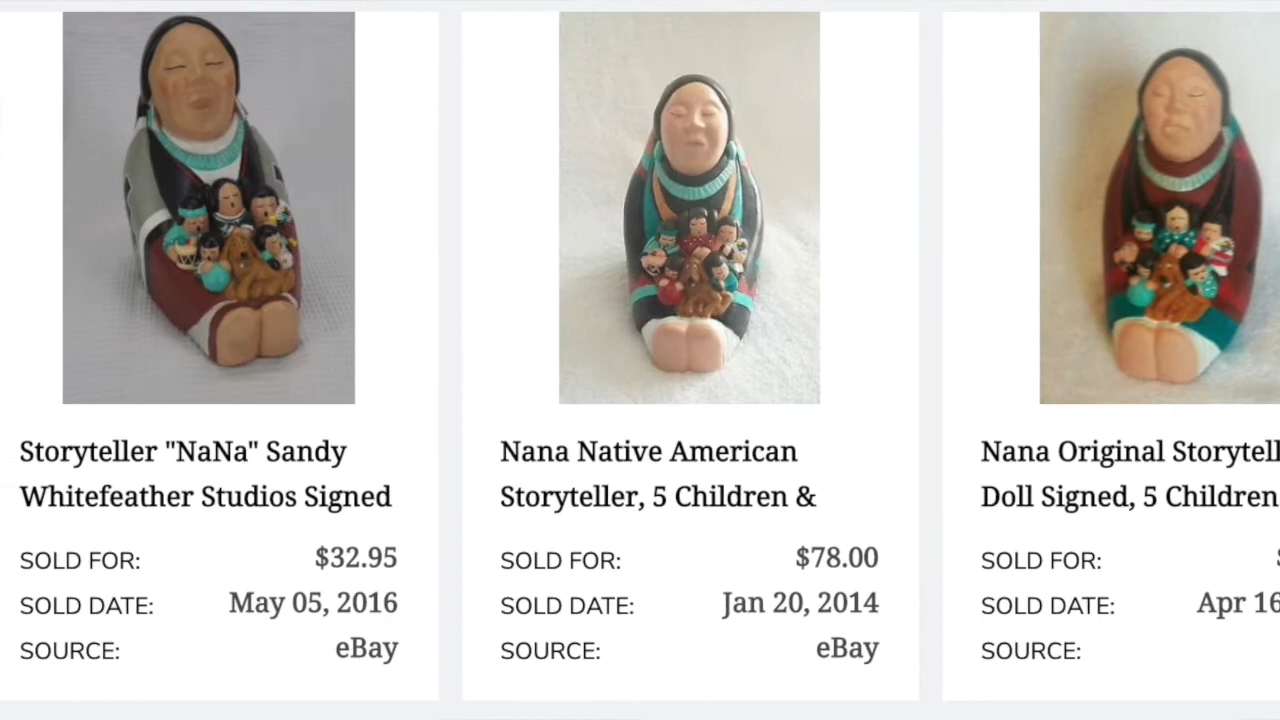 Storyteller "NaNa" Sandy
Whitefeather Studios Signed
SOLD FOR: $32.95
SOLD DATE: May 05, 2016
SOURCE: eBay
Nana Native American
Storyteller, 5 Children &
SOLD FOR: $78.00
SOLD DATE: Jan 20, 2014
SOURCE: eBay
Nana Original
Doll Signed, 5 Children
SOLD FOR:
SOLD DATE: Apr 16
SOURCE: